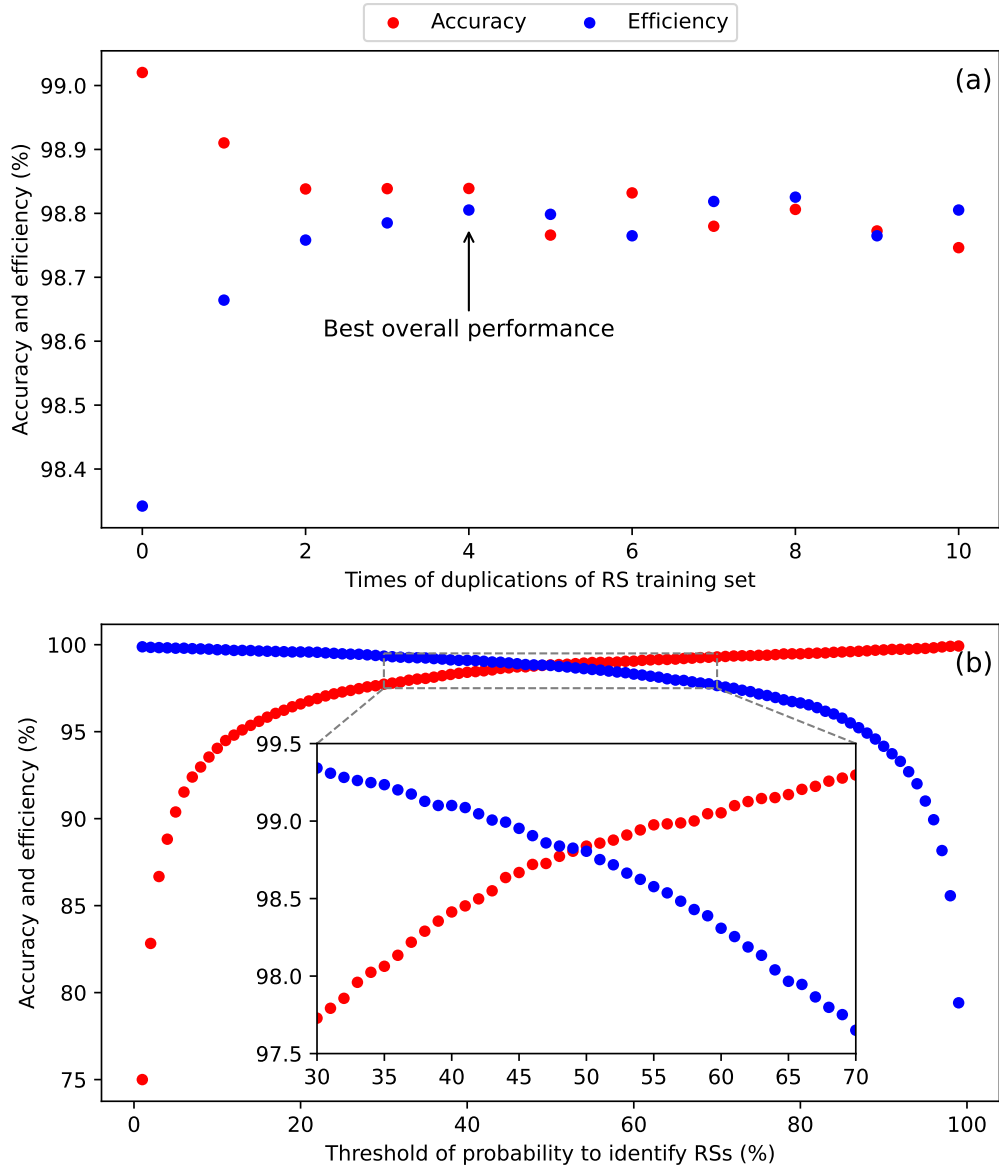 Accuracy Efficiency
(a)
99.0
98.9
98.8
98.7
98.6
98.5
98.4
Accuracy and efficiency (%)
Best overall performance
0 2 4 6 8 10
Times of duplications of RS training set
(b)
100
95
90
85
80
75
Accuracy and efficiency (%)
99.5
99.0
98.5
98.0
97.5
30 35 40 45 50 55 60 65 70
0 20 40 60 80 100
Threshold of probability to identify RSs (%)